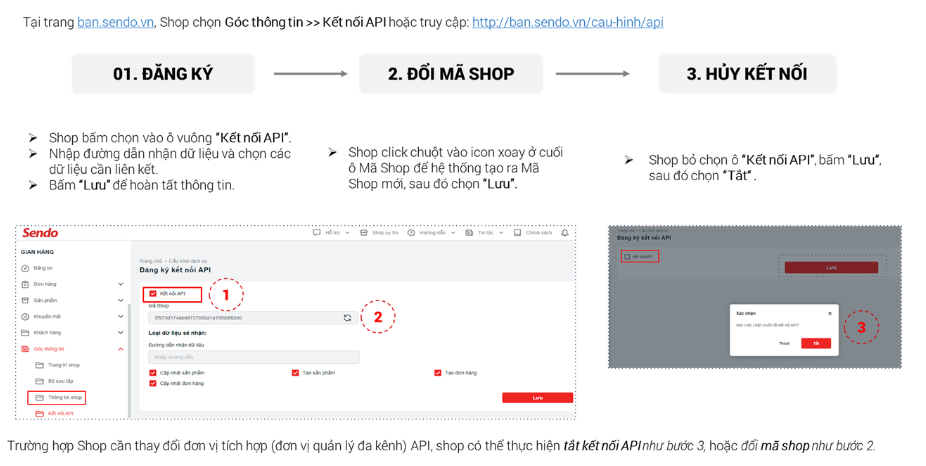 Tại trang ban.sendo.vn, Shop chọn Góc thông tin >> Kết nối API hoặc truy cập: http://ban.sendo.vn/cau-hinh/api
01. ĐĂNG KÝ
2. ĐỔI MÃ SHOP
3. HỦY KẾT NỐI
➢ Shop bấm chọn vào ô vuông “Kết nối API”.
➢ Nhập đường dẫn nhận dữ liệu và chọn các
dữ liệu cần liên kết.
➢ Bấm “Lưu” để hoàn tất thông tin.
➢ Shop click chuột vào icon xoay ở cuối
ô Mã Shop để hệ thống tạo ra Mã
Shop mới, sau đó chọn “Lưu”.
➢ Shop bỏ chọn ô “Kết nối API”, bấm “Lưu“,
sau đó chọn “Tắt“ .
Sendo
Hỗ trợ
Shop uy tín
Hướng dẫn
Tin tức
Chính sách
GIAN HÀNG
Bảng tin
Đơn hàng
Sản phẩm
Khuyến mãi
Khách hàng
Góc thông tin
Trang trí shop
Bộ sưu tập
Thông tin shop
Kết nối API
Trang chủ / Cấu hình dịch vụ
Đăng ký kết nối API
Kết nối API
1
Mã Shop
2
Loại dữ liệu sẽ nhận:
Đường dẫn nhận dữ liệu
Nhập đường dẫn
Cập nhật sản phẩm
Tạo sản phẩm
Tạo đơn hàng
Cập nhật đơn hàng
Lưu
Trang chủ / Cấu hình dịch vụ
Đăng ký kết nối API
Kết nối API
Lưu
Xác nhận
Bạn chắc chắn muốn tắt kết nối API?
Thoát
Tắt
3
Trường hợp Shop cần thay đổi đơn vị tích hợp (đơn vị quản lý đa kênh) API, shop có thể thực hiện tắt kết nối API như bước 3, hoặc đổi mã shop như bước 2.